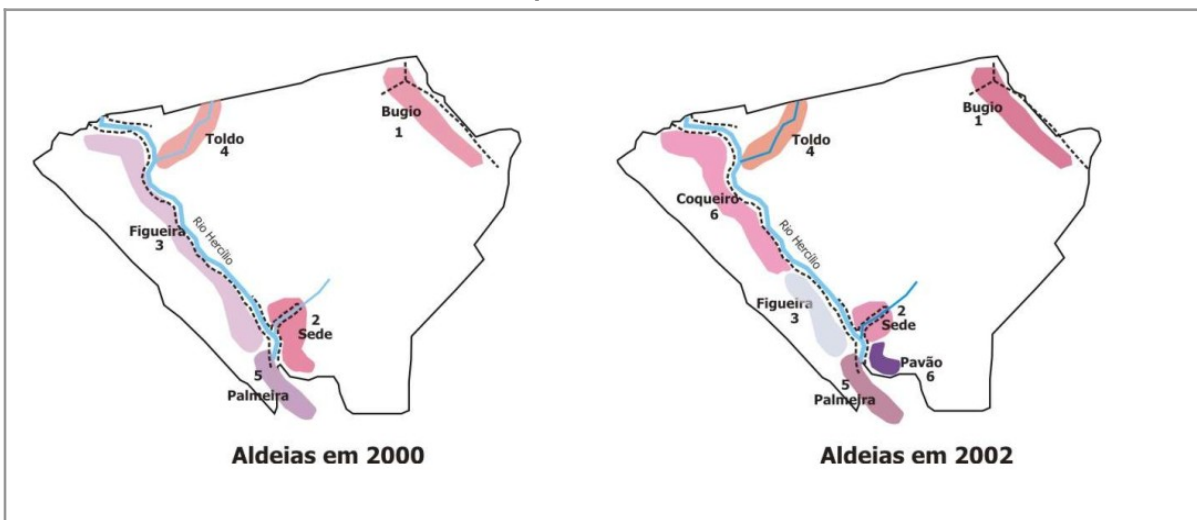 Bugio
1
Toldo
4
Figueira
3
Rio Hercílio
2
Sede
5
Palmeira
Aldeias em 2000
Bugio
1
Toldo
4
Coqueiro
6
Rio Hercílio
Figueira
3
2
Sede
Pavão
6
5
Palmeira
Aldeias em 2002